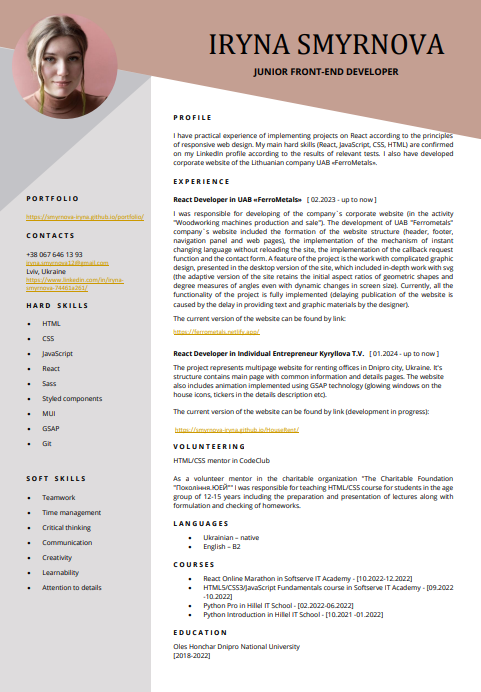 IRYNA SMYRNOVA
JUNIOR FRONT-END DEVELOPER
PORTFOLIO
https://smyrnova-iryna.github.io/portfolio/
CONTACTS
+38 067 646 13 93
iryna.smyrnova12@gmail.com
Lviv, Ukraine
https://www.linkedin.com/in/iryna-
smyrnova-74461a261/
HARD SKILLS
• HTML
• CSS
• JavaScript
• React
• Sass
• Styled components
• MUI
• GSAP
• Git
SOFT SKILLS
• Teamwork
• Time management
• Critical thinking
• Communication
• Creativity
• Learnability
• Attention to details
PROFILE
I have practical experience of implementing projects on React according to the principles
of responsive web design. My main hard skills (React, JavaScript, CSS, HTML) are confirmed
on my LinkedIn profile according to the results of relevant tests. I also have developed
corporate website of the Lithuanian company UAB «FerroMetals».
EXPERIENCE
React Developer in UAB «FerroMetals» [ 02.2023 - up to now ]
I was responsible for developing of the company`s corporate website (in the activity
"Woodworking machines production and sale"). The development of UAB "Ferrometals"
company`s website included the formation of the website structure (header, footer,
navigation panel and web pages), the implementation of the mechanism of instant
changing language without reloading the site, the implementation of the callback request
function and the contact form. A feature of the project is the work with complicated graphic
design, presented in the desktop version of the site, which included in-depth work with svg
(the adaptive version of the site retains the initial aspect ratios of geometric shapes and
degree measures of angles even with dynamic changes in screen size). Currently, all the
functionality of the project is fully implemented (delaying publication of the website is
caused by the delay in providing text and graphic materials by the designer).
The current version of the website can be found by link:
https://ferrometals.netlify.app/
React Developer in Individual Entrepreneur Kyryllova T.V. [ 01.2024 - up to now ]
The project represents multipage website for renting offices in Dnipro city, Ukraine. It's
structure contains main page with common information and details pages. The website
also includes animation implemented using GSAP technology (glowing windows on the
house icons, tickers in the details description etc).
The current version of the website can be found by link (development in progress):
https://smyrnova-iryna.github.io/HouseRent/
VOLUNTEERING
HTML/CSS mentor in CodeClub
As a volunteer mentor in the charitable organization "The Charitable Foundation
"Покоління.ЮЕЙ"" I was responsible for teaching HTML/CSS course for students in the age
group of 12-15 years including the preparation and presentation of lectures along with
formulation and checking of homeworks.
LANGUAGES
• Ukrainian – native
• English – B2
COURSES
• React Online Marathon in Softserve IT Academy - [10.2022-12.2022]
• HTML5/CSS3/JavaScript Fundamentals course in Softserve IT Academy - [09.2022
-10.2022]
• Python Pro in Hillel IT School - [02.2022-06.2022]
• Python Introduction in Hillel IT School - [10.2021 -01.2022]
EDUCATION
Oles Honchar Dnipro National University
[2018-2022]